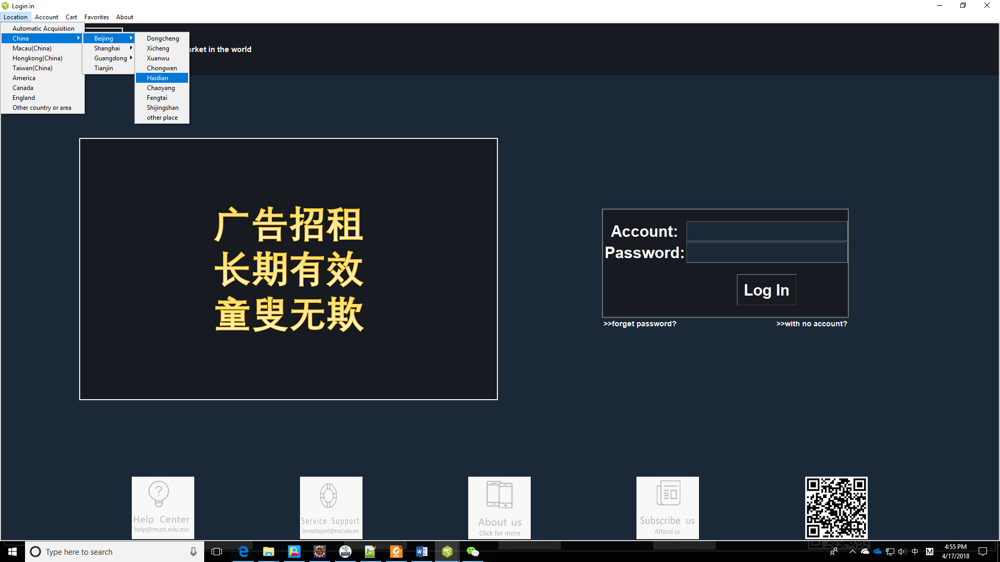 Login in
Location Account Cart Favorites About
Automatic Acquisition
China
Macau(China)
Hongkong(China)
Taiwan(China)
America
Canada
England
Other country or area
Beijing
Shanghai
Guangdong
Tianjin
Dongcheng
Xicheng
Xuanwu
Chongwen
Haidian
Chaoyang
Fengtai
Shijingshan
other place
in the world
广告招租
长期有效
童叟无欺
Account:
Password:
Log In
>>forget password? >>with no account?
Help Center
help@must.edu.mo
Service Support
ServiceSupport@must.edu.mo
About us
Click for more
Subscribe us
Attend us
Type here to search
中
M
4:55 PM
4/17/2018